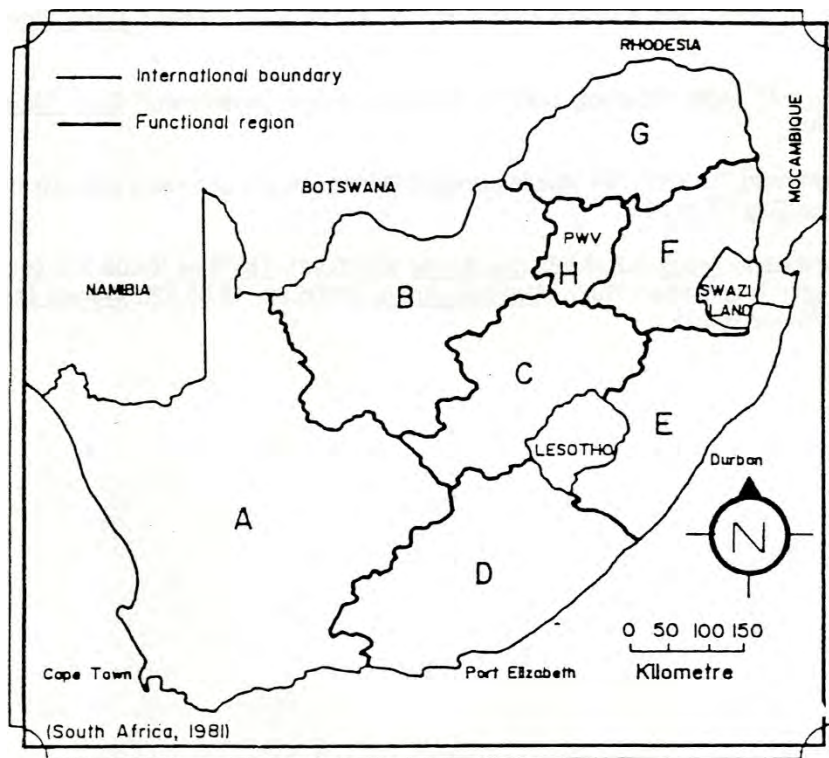 RHODESIA
International boundary
Functional region
MOCAMBIQUE
G
BOTSWANA
PWV
H
F
NAMIBIA
B
SWAZI
LAND
C
E
LESOTHO
Durban
A
N
D
0 50 100 150
Kilometre
Cape Town
Port Elizabeth
(South Africa, 1981)